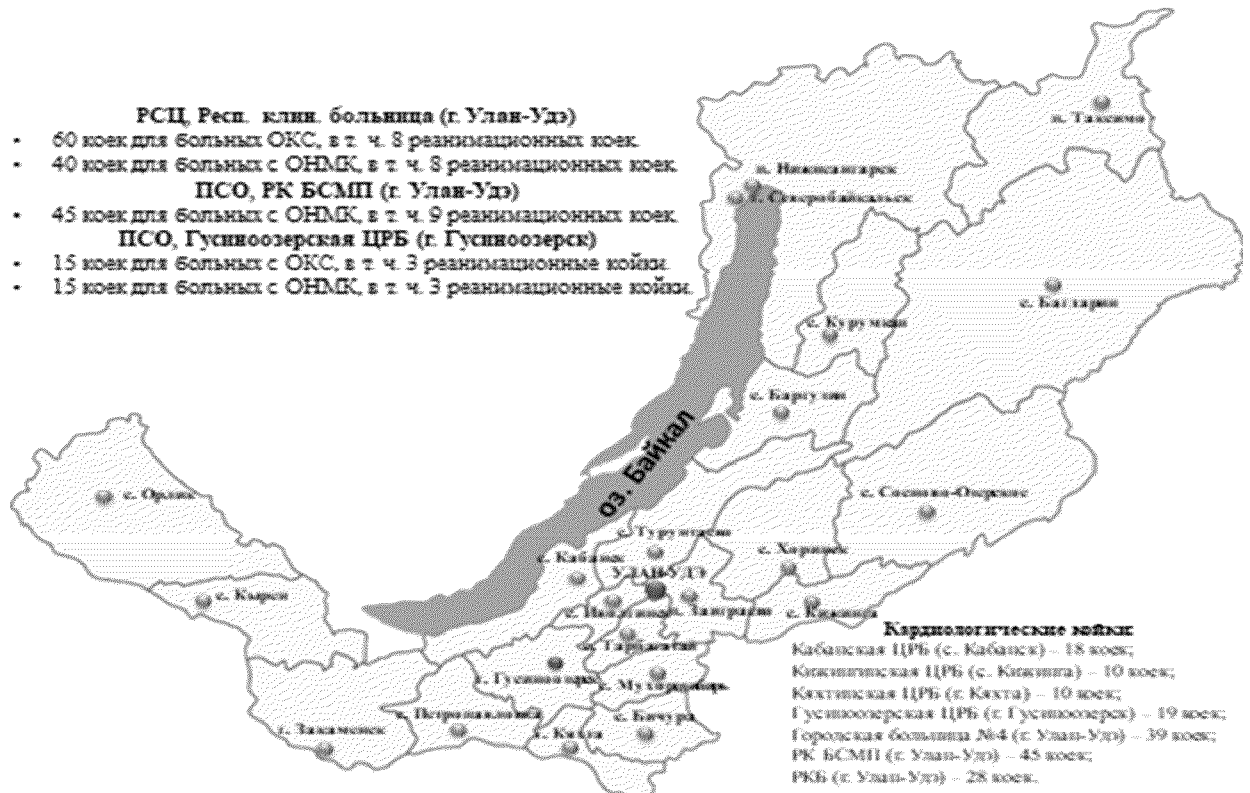 РСЦ, Респ. клин. больница (г. Улан-Удэ)
• 60 коек для больных ОКС, в т. ч. 8 реанимационных коек.
• 40 коек для больных с ОНМК, в т. ч. 8 реанимационных коек.
ПСО, РК БСМП (г. Улан-Удэ)
• 45 коек для больных с ОНМК, в т. ч. 9 реанимационных коек.
ПСО, Гусиноозерская ЦРБ (г. Гусиноозерск)
• 15 коек для больных с ОКС, в т. ч. 3 реанимационные койки.
• 15 коек для больных с ОНМК, в т. ч. 3 реанимационные койки.
п. Таксимо
п. Нижнеангарск
г. Северобайкальск
с. Багдарин
с. Курумкан
с. Баргузин
оз. Байкал
с. Орлик
с. Сосново-Озерское
с. Турунтаево
с. Кабанск
с. Хоринск
УЛАН-УДЭ
с. Кырен
с. Иволгинск
п. Заиграево
с. Кижинга
с. Тарбагатай
г. Гусиноозерск
с. Мухоршибирь
с. Петропавловка
с. Бичура
г. Закаменск
г. Кяхта
Кардиологические койки:
Кабанская ЦРБ (с. Кабанск) – 18 коек;
Кижингинская ЦРБ (с. Кижинга) – 10 коек;
Кяхтинская ЦРБ (г. Кяхта) – 10 коек;
Гусиноозерская ЦРБ (г. Гусиноозерск) – 19 коек;
Городская больница №4 (г. Улан-Удэ) – 39 коек;
РК БСМП (г. Улан-Удэ) – 45 коек;
РКБ (г. Улан-Удэ) – 28 коек.